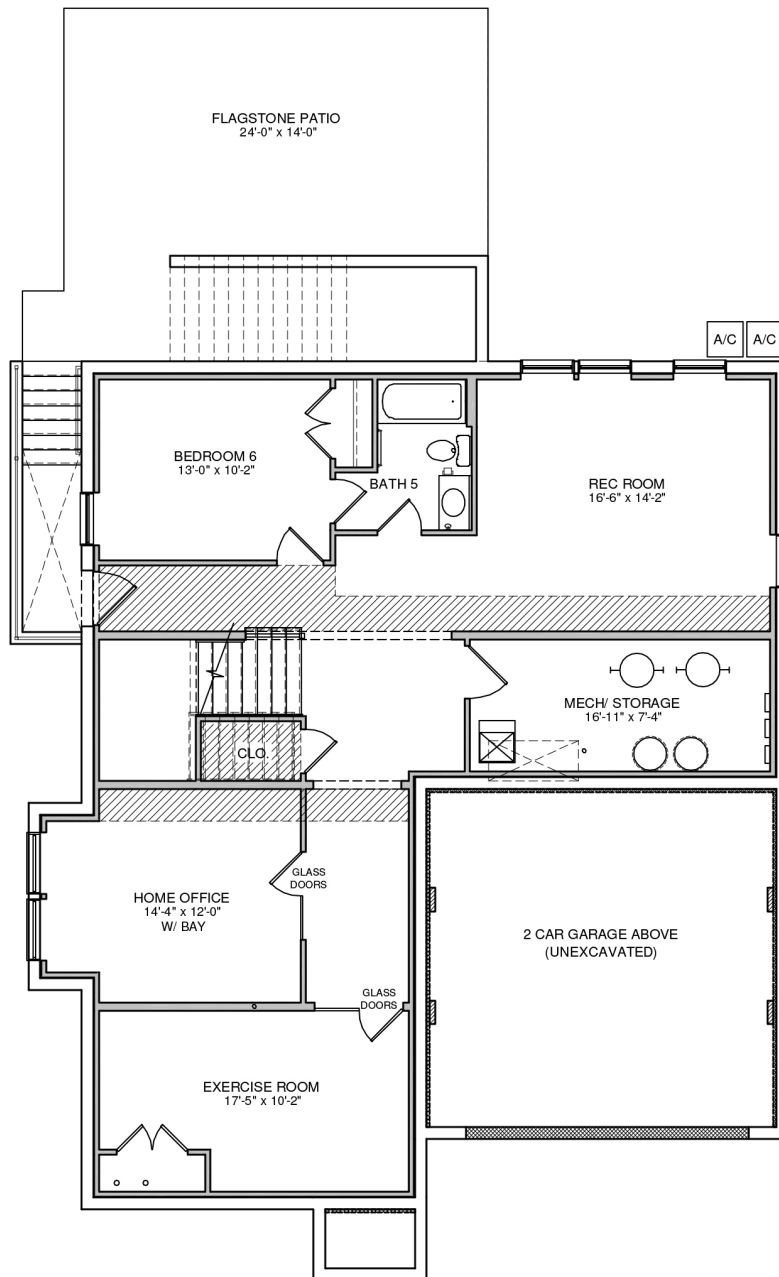 FLAGSTONE PATIO
24'-0" x 14'-0"
A/C A/C
BEDROOM 6
13'-0" x 10'-2"
BATH 5
REC ROOM
16'-6" x 14'-2"
MECH/ STORAGE
16'-11" x 7'-4"
CLO.
GLASS
DOORS
HOME OFFICE
14'-4" x 12'-0"
W/ BAY
2 CAR GARAGE ABOVE
(UNEXCAVATED)
GLASS
DOORS
EXERCISE ROOM
17'-5" x 10'-2"